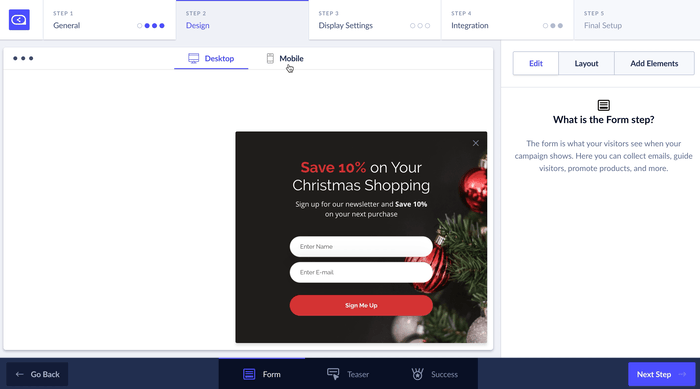 STEP 1
General
STEP 2
Design
STEP 3
Display Settings
STEP 4
Integration
STEP 5
Final Setup
Desktop
Mobile
Edit
Layout
Add Elements
What is the Form step?
The form is what your visitors see when your
campaign shows. Here you can collect emails, guide
visitors, promote products, and more.
Save 10% on Your
Christmas Shopping
Sign up for our newsletter and Save 10%
on your next purchase
Enter Name
Enter E-mail
Sign Me Up
Go Back
Form
Teaser
Success
Next Step